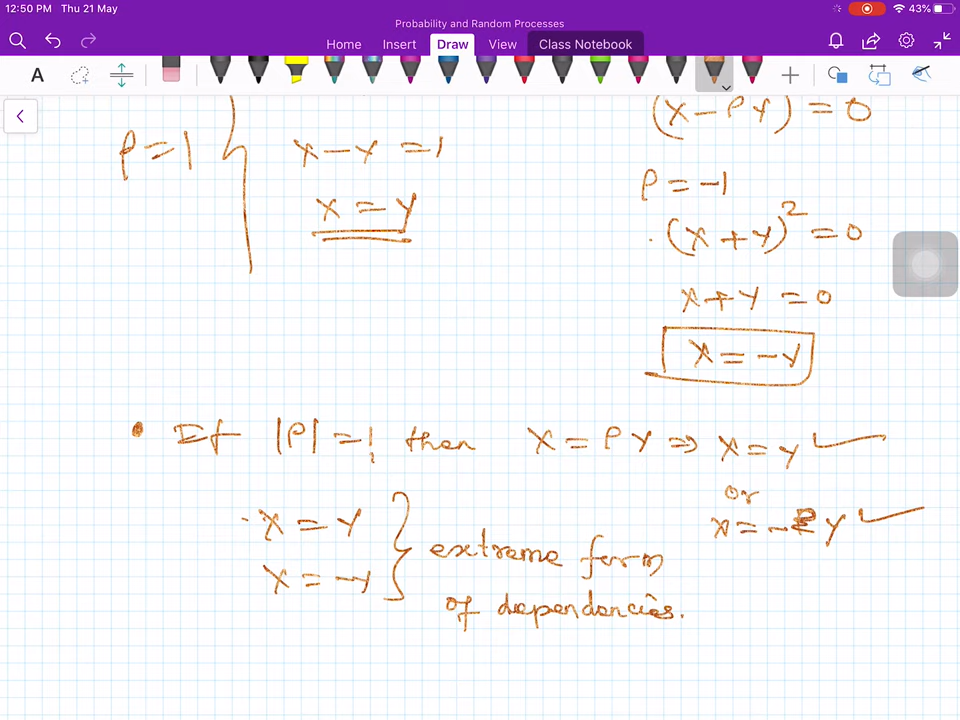 12:50 PM Thu 21 May
43%
Probability and Random Processes
Home Insert Draw View Class Notebook
A
ρ = 1
X - Y = 1
X = Y
(X - ρY) = 0
ρ = -1
(X + Y)² = 0
X + Y = 0
X = -Y
• If |ρ| = 1, then X = ρY ⇒ X = Y
or
X = - Y
X = Y
X = -Y
extreme form
of dependencies.